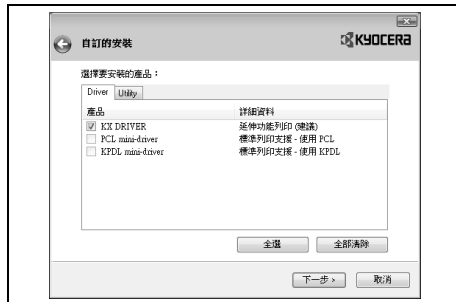 自訂的安裝
KYOCERA
選擇要安裝的產品：
Driver Utility
產品 詳細資料
KX DRIVER 延伸功能列印 (建議)
PCL mini-driver 標準列印支援 - 使用 PCL
KPDL mini-driver 標準列印支援 - 使用 KPDL
全選 全部清除
下一步 > 取消